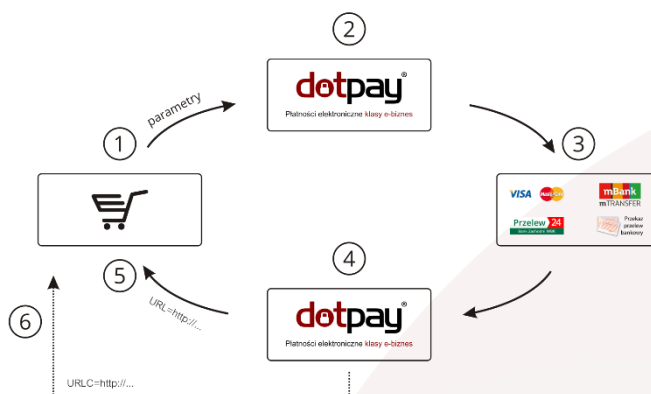 2
dotpay®
Płatności elektroniczne klasy e-biznes
parametry
1
3
VISA MasterCard
mBank
mTRANSFER
Przelew 24
Przekaz
przelew
bankowy
4
5
dotpay®
Płatności elektroniczne klasy e-biznes
URL=http://...
6
URLC=http://...